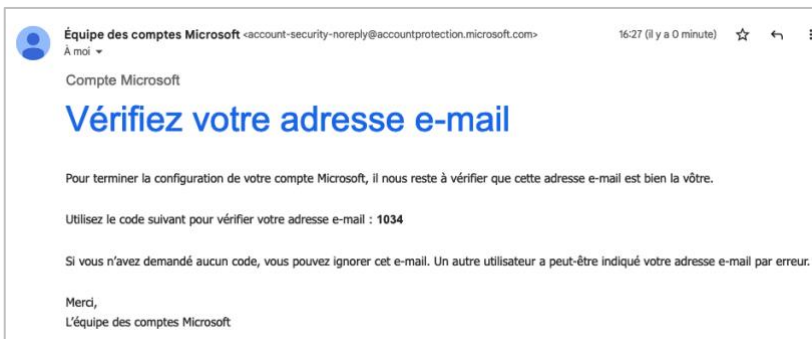 Équipe des comptes Microsoft <account-security-noreply@accountprotection.microsoft.com> 16:27 (il y a 0 minute)
À moi
Compte Microsoft
Vérifiez votre adresse e-mail
Pour terminer la configuration de votre compte Microsoft, il nous reste à vérifier que cette adresse e-mail est bien la vôtre.
Utilisez le code suivant pour vérifier votre adresse e-mail : 1034
Si vous n’avez demandé aucun code, vous pouvez ignorer cet e-mail. Un autre utilisateur a peut-être indiqué votre adresse e-mail par erreur.
Merci,
L’équipe des comptes Microsoft